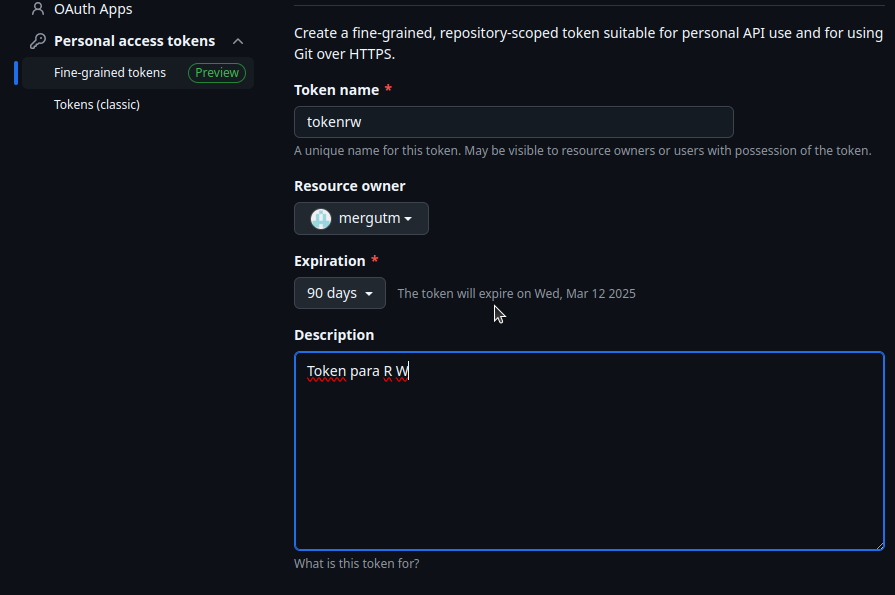 OAuth Apps
Personal access tokens
Fine-grained tokens Preview
Tokens (classic)
Create a fine-grained, repository-scoped token suitable for personal API use and for using
Git over HTTPS.
Token name *
tokenrw
A unique name for this token. May be visible to resource owners or users with possession of the token.
Resource owner
mergutm
Expiration *
90 days The token will expire on Wed, Mar 12 2025
Description
Token para R W
What is this token for?